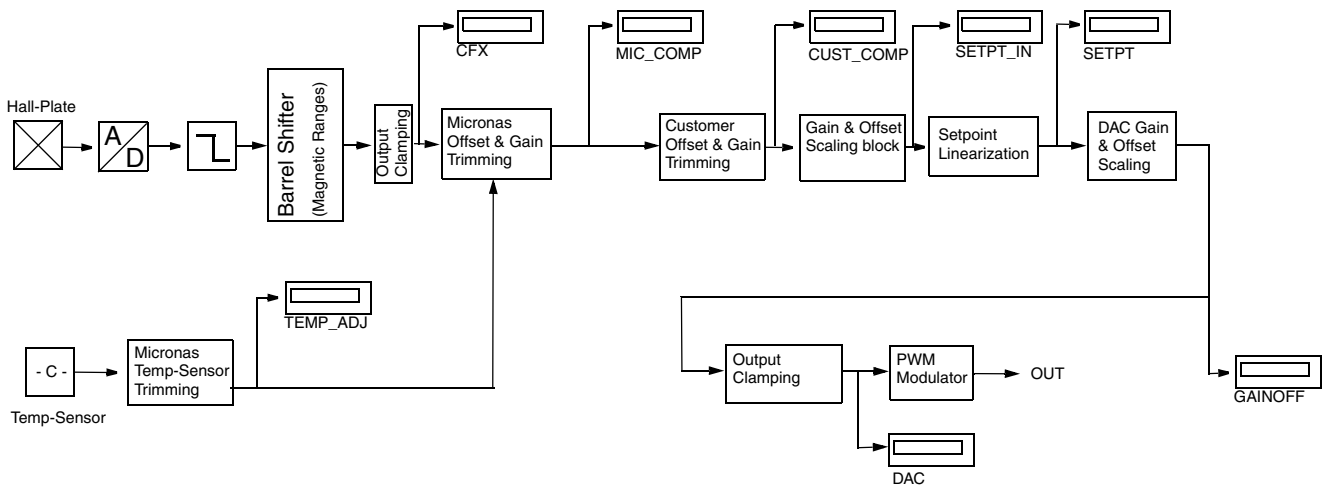 CFX
MIC_COMP
CUST_COMP
SETPT_IN
SETPT
Hall-Plate
A
D
Barrel Shifter
(Magnetic Ranges)
Output
Clamping
Micronas
Offset & Gain
Trimming
Customer
Offset & Gain
Trimming
Gain & Offset
Scaling block
Setpoint
Linearization
DAC Gain
& Offset
Scaling
TEMP_ADJ
- C -
Temp-Sensor
Micronas
Temp-Sensor
Trimming
Output
Clamping
PWM
Modulator
OUT
GAINOFF
DAC